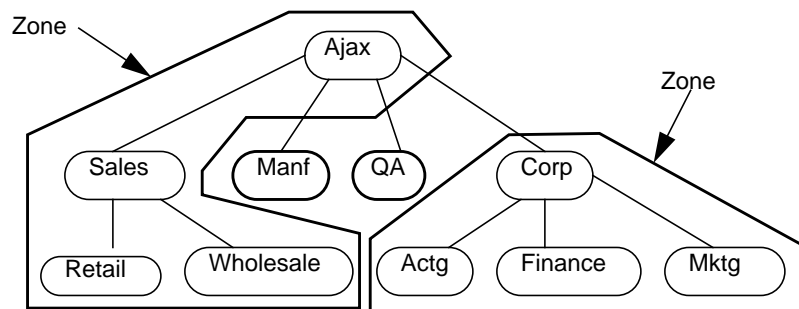 Zone
Ajax
Zone
Sales
Manf
QA
Corp
Retail
Wholesale
Actg
Finance
Mktg